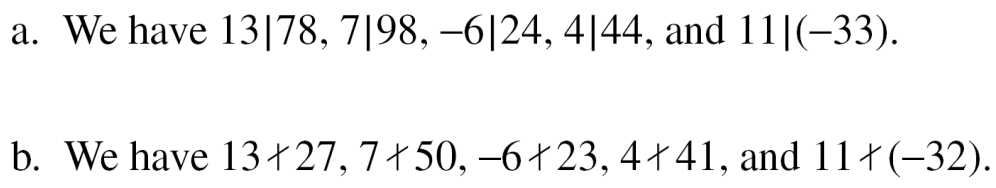 a. We have 13|78, 7|98, –6|24, 4|44, and 11|(–33).
b. We have 13∤27, 7∤50, –6∤23, 4∤41, and 11∤(–32).